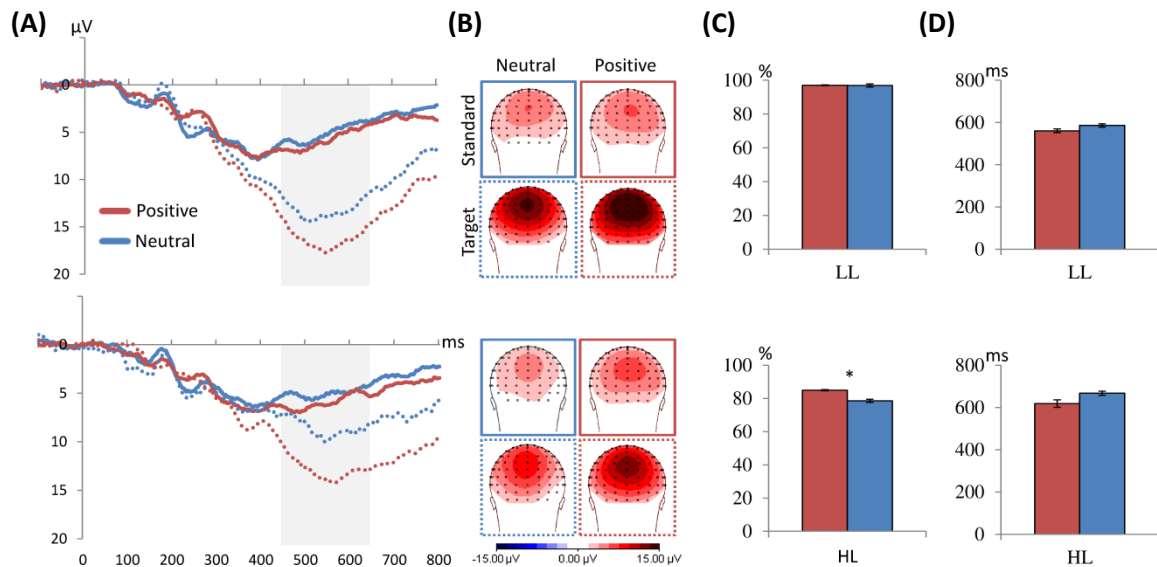 (A)
µV
0
5
10
15
20
Positive
Neutral
0
5
10
15
20
ms
0 100 200 300 400 500 600 700 800
(B)
Neutral Positive
Standard
Target
-15.00 µV 0.00 µV 15.00 µV
(C)
%
100
80
60
40
20
0
LL
%
100
80
60
40
20
0
*
HL
(D)
ms
800
600
400
200
0
LL
ms
800
600
400
200
0
HL